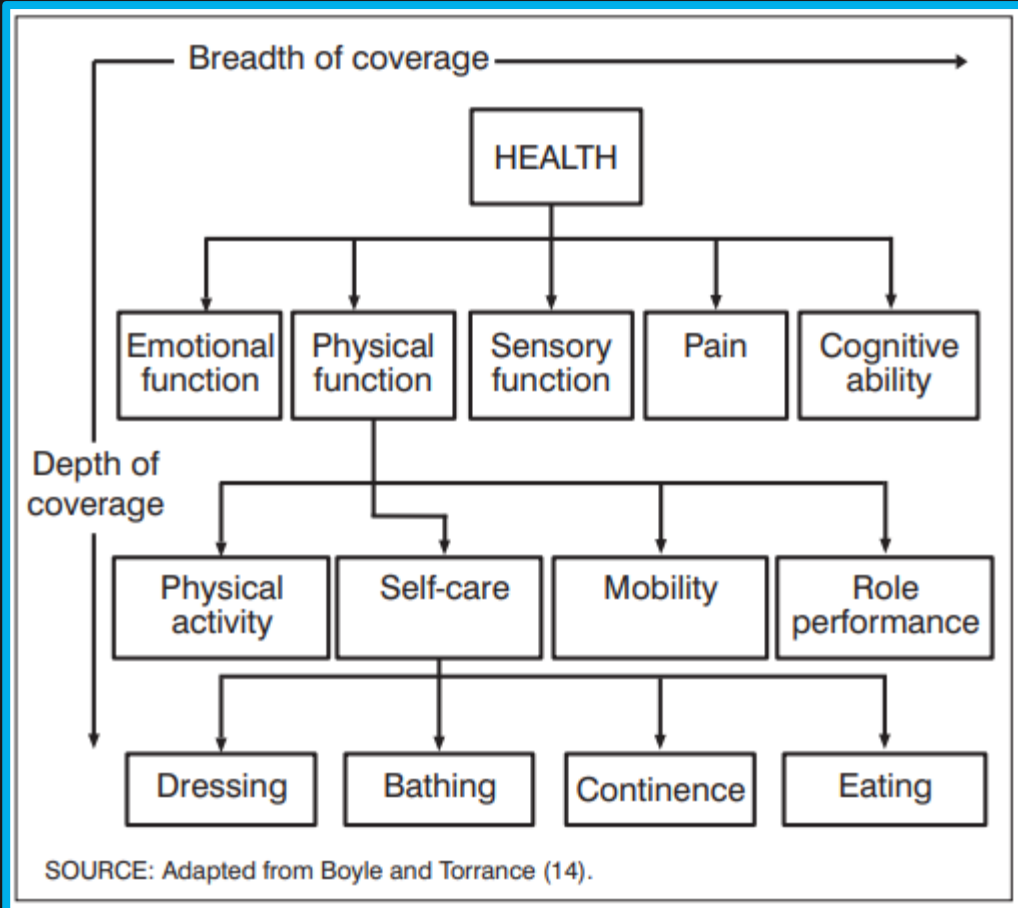 Breadth of coverage
HEALTH
Emotional
function
Physical
function
Sensory
function
Pain
Cognitive
ability
Depth of
coverage
Physical
activity
Self-care
Mobility
Role
performance
Dressing
Bathing
Continence
Eating
SOURCE: Adapted from Boyle and Torrance (14).